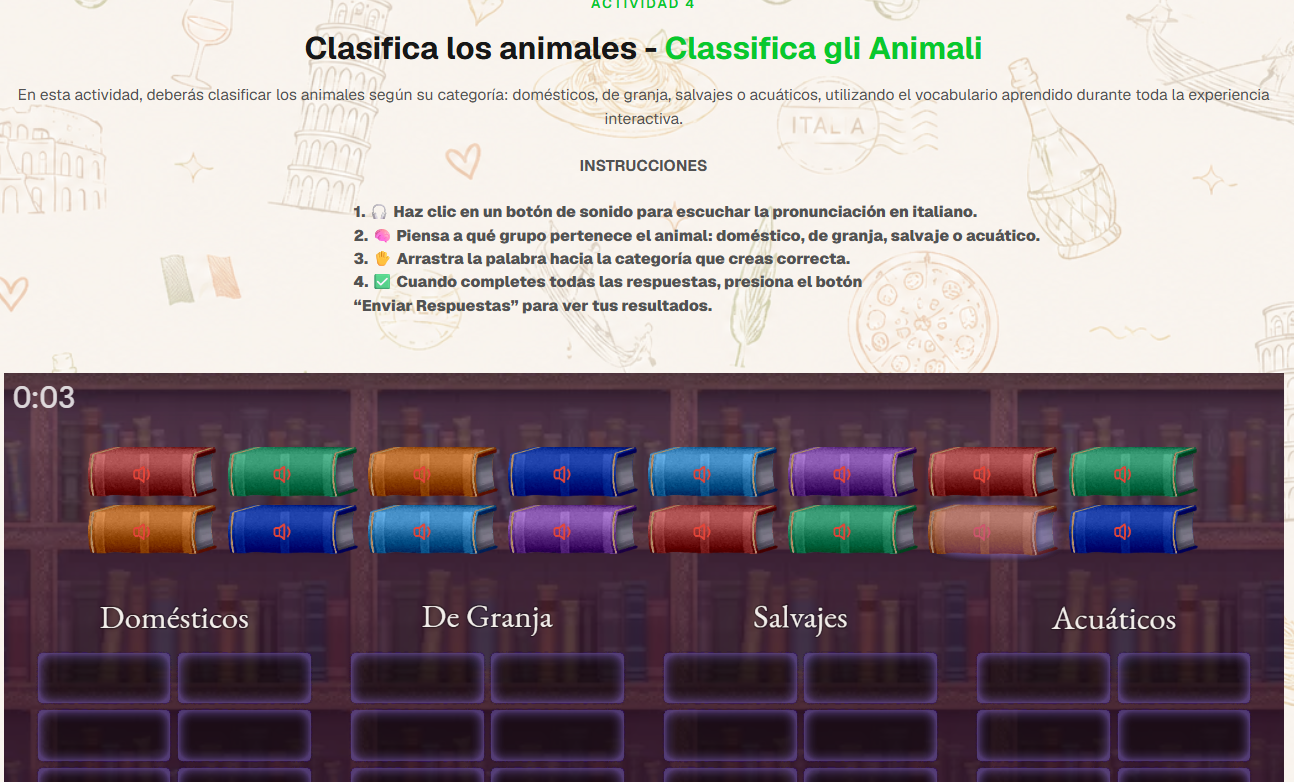 ACTIVIDAD 4
Clasifica los animales - Classifica gli Animali
En esta actividad, deberás clasificar los animales según su categoría: domésticos, de granja, salvajes o acuáticos, utilizando el vocabulario aprendido durante toda la experiencia
interactiva.
ITALA
INSTRUCCIONES
1. 🎧 Haz clic en un botón de sonido para escuchar la pronunciación en italiano.
2. 🧠 Piensa a qué grupo pertenece el animal: doméstico, de granja, salvaje o acuático.
3. 🖐 Arrastra la palabra hacia la categoría que creas correcta.
4. ✅ Cuando completes todas las respuestas, presiona el botón
“Enviar Respuestas” para ver tus resultados.
0:03
Domésticos
De Granja
Salvajes
Acuáticos